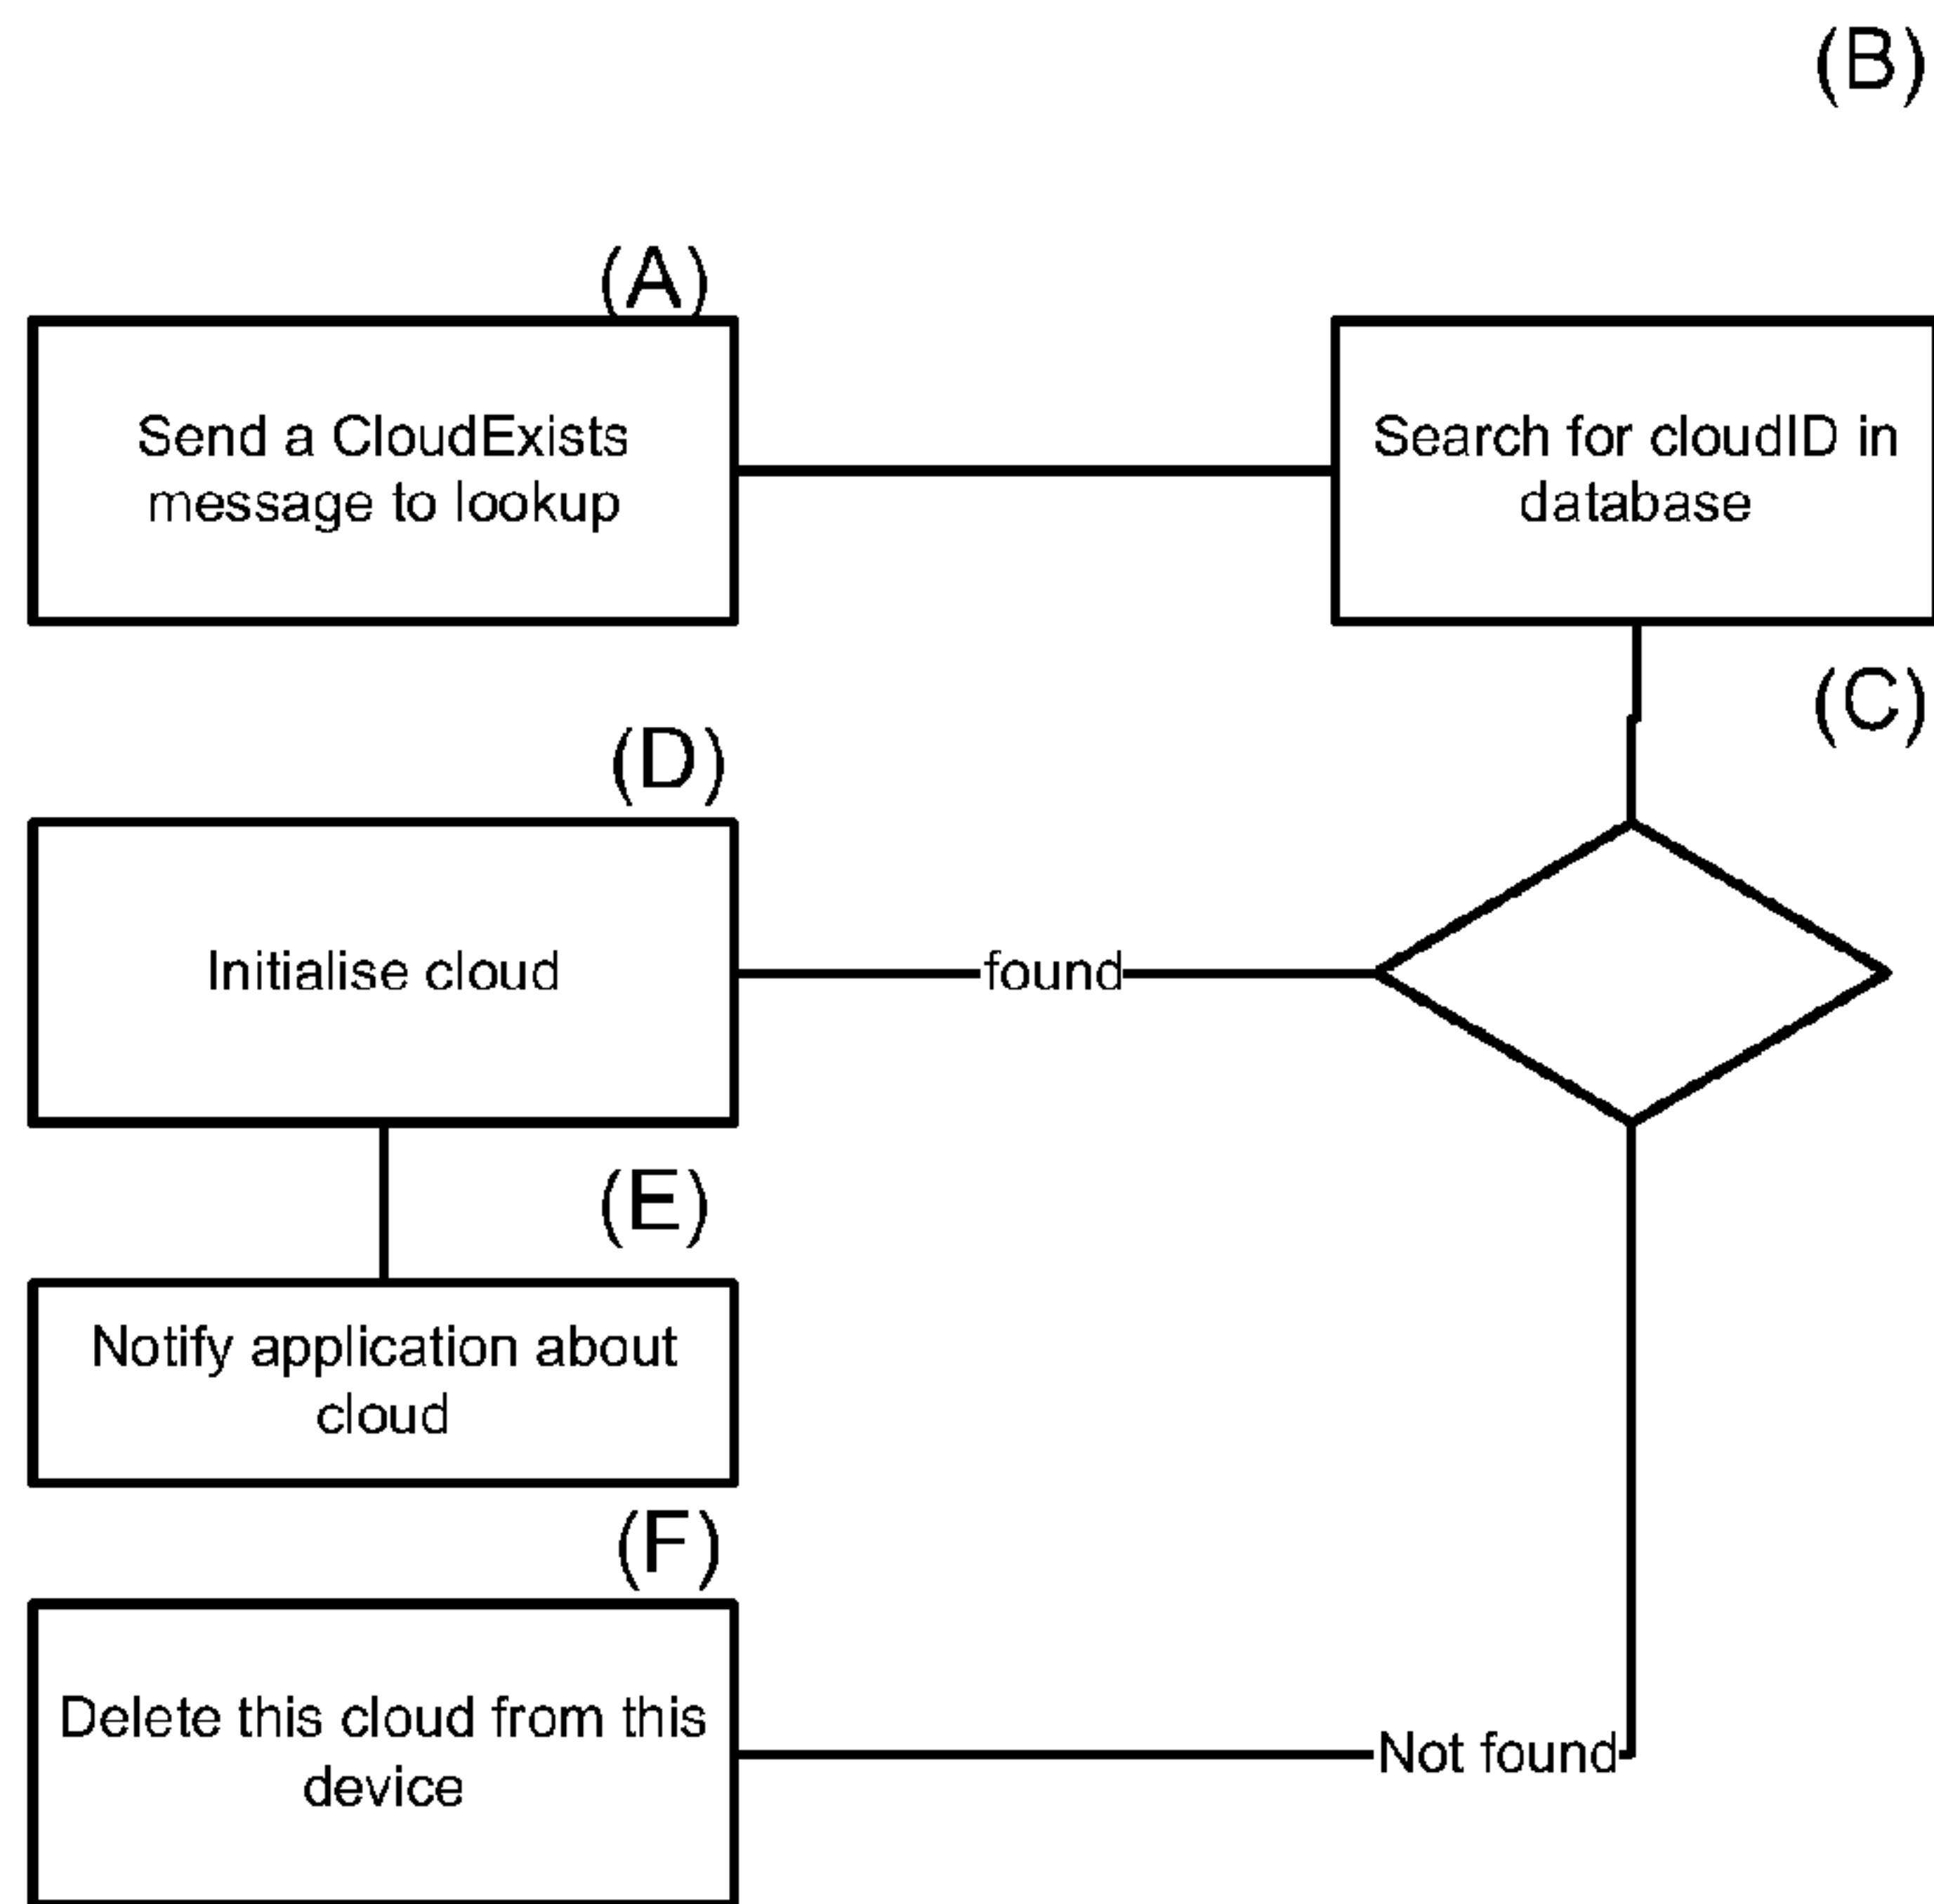 (B)
(A)
Send a CloudExists
message to lookup
Search for cloudID in
database
(C)
(D)
Initialise cloud
found
(E)
Notify application about
cloud
(F)
Delete this cloud from this
device
Not found